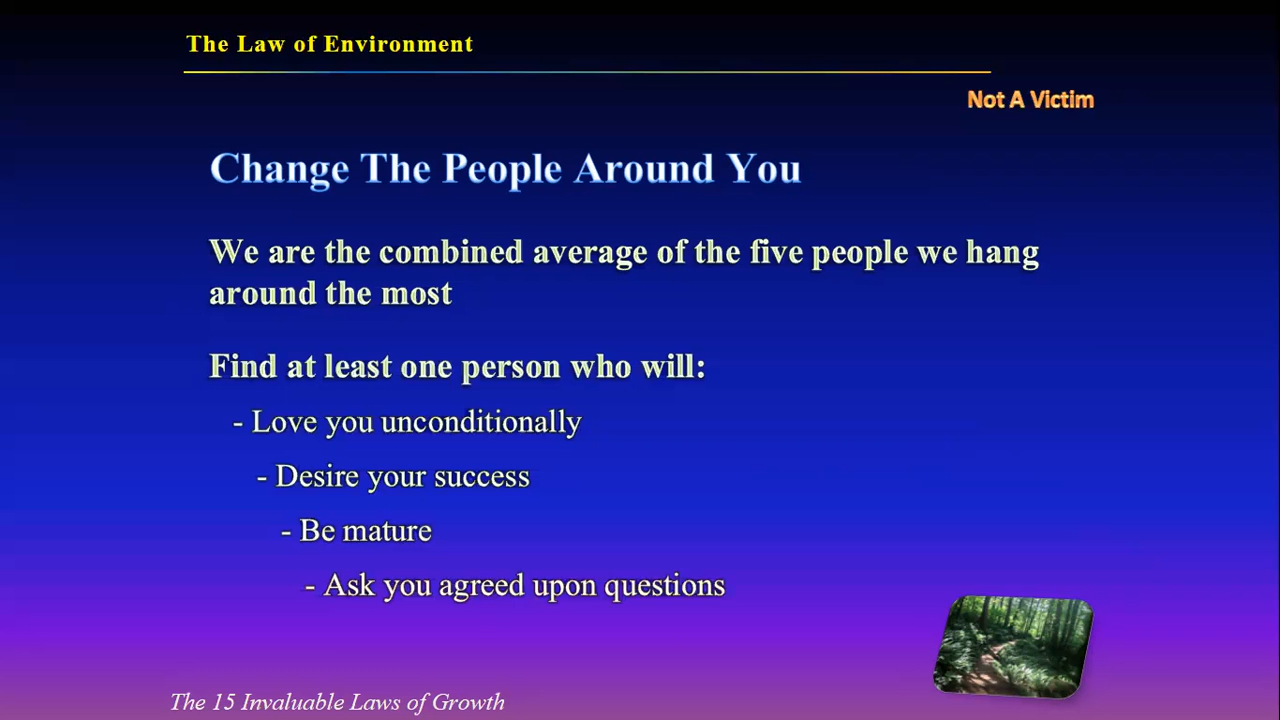 The Law of Environment
Not A Victim
Change The People Around You
We are the combined average of the five people we hang
around the most
Find at least one person who will:
- Love you unconditionally
- Desire your success
- Be mature
- Ask you agreed upon questions
The 15 Invaluable Laws of Growth